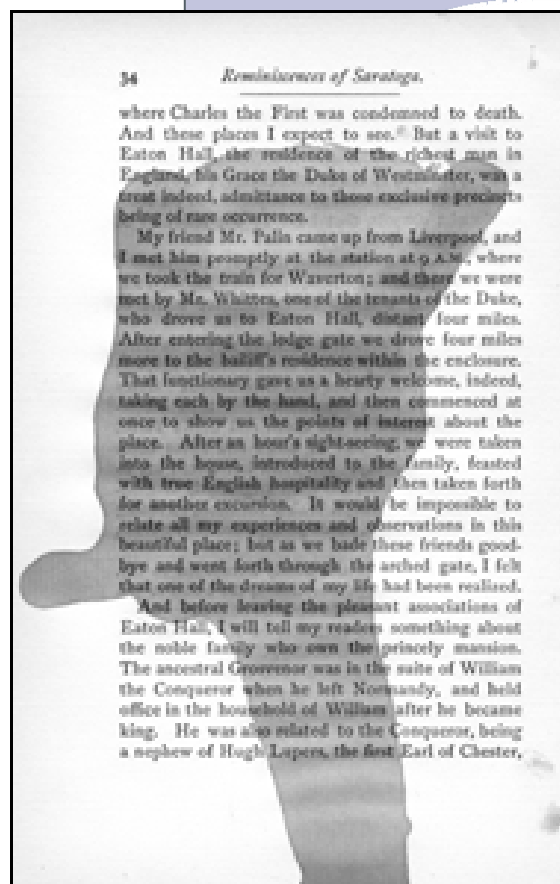 34 Reminiscences of Saratoga.
where Charles the First was condemned to death.
And these places I expect to see. But a visit to
Eaton Hall, the residence of the richest man in
England, his Grace the Duke of Westminster, was a
treat indeed, admittance to those exclusive precincts
being of rare occurrence.
My friend Mr. Palin came up from Liverpool, and
I met him promptly at the station at 9 A.M., where
we took the train for Waverton; and there we were
met by Mr. Whitten, one of the tenants of the Duke,
who drove us to Eaton Hall, distant four miles.
After entering the lodge gate we drove four miles
more to the bailiff's residence within the enclosure.
That functionary gave us a hearty welcome, indeed,
taking each by the hand, and then commenced at
once to show us the points of interest about the
place. After an hour's sight-seeing, we were taken
into the house, introduced to the family, feasted
with true English hospitality and then taken forth
for another excursion. It would be impossible to
relate all my experiences and observations in this
beautiful place; but as we bade these friends good-
bye and went forth through the arched gate, I felt
that one of the dreams of my life had been realized.
And before leaving the pleasant associations of
Eaton Hall, I will tell my readers something about
the noble family who own the princely mansion.
The ancestral Grosvenor was in the suite of William
the Conqueror when he left Normandy, and held
office in the household of William after he became
king. He was also related to the Conqueror, being
a nephew of Hugh Lupers, the first Earl of Chester,